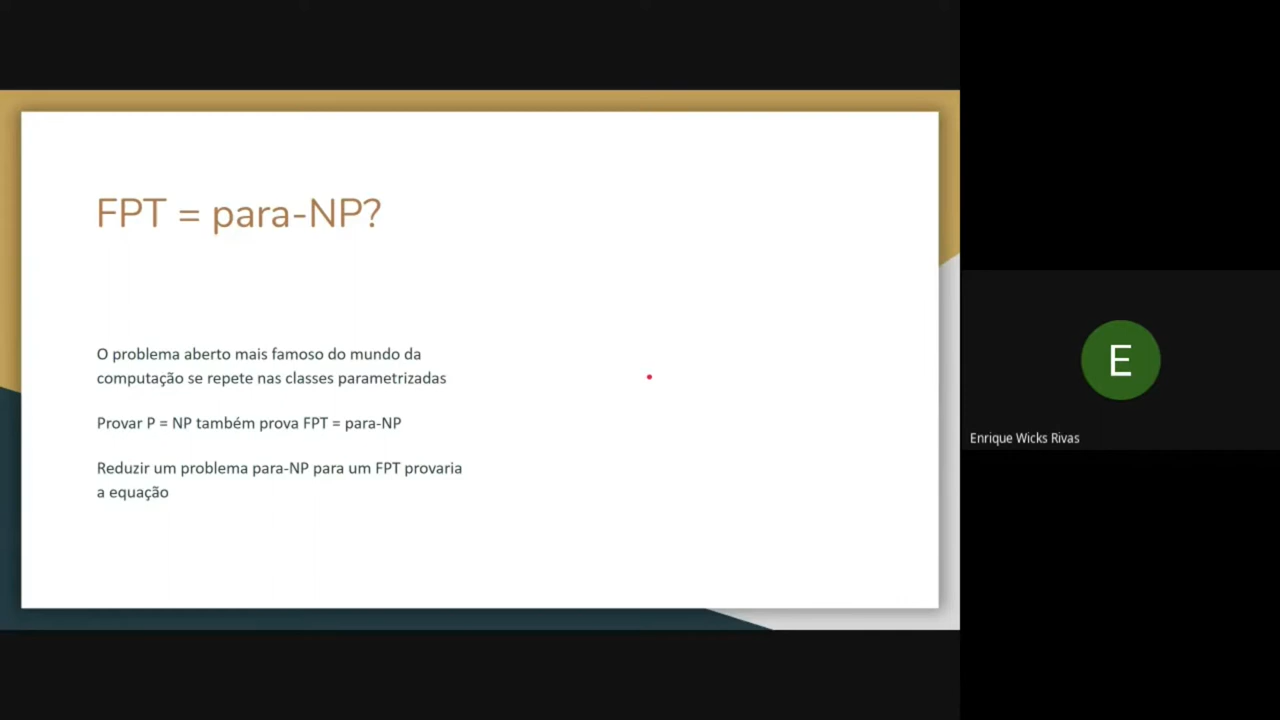 FPT = para-NP?
O problema aberto mais famoso do mundo da
computação se repete nas classes parametrizadas
Provar P = NP também prova FPT = para-NP
Reduzir um problema para-NP para um FPT provaria
a equação
E
Enrique Wicks Rivas